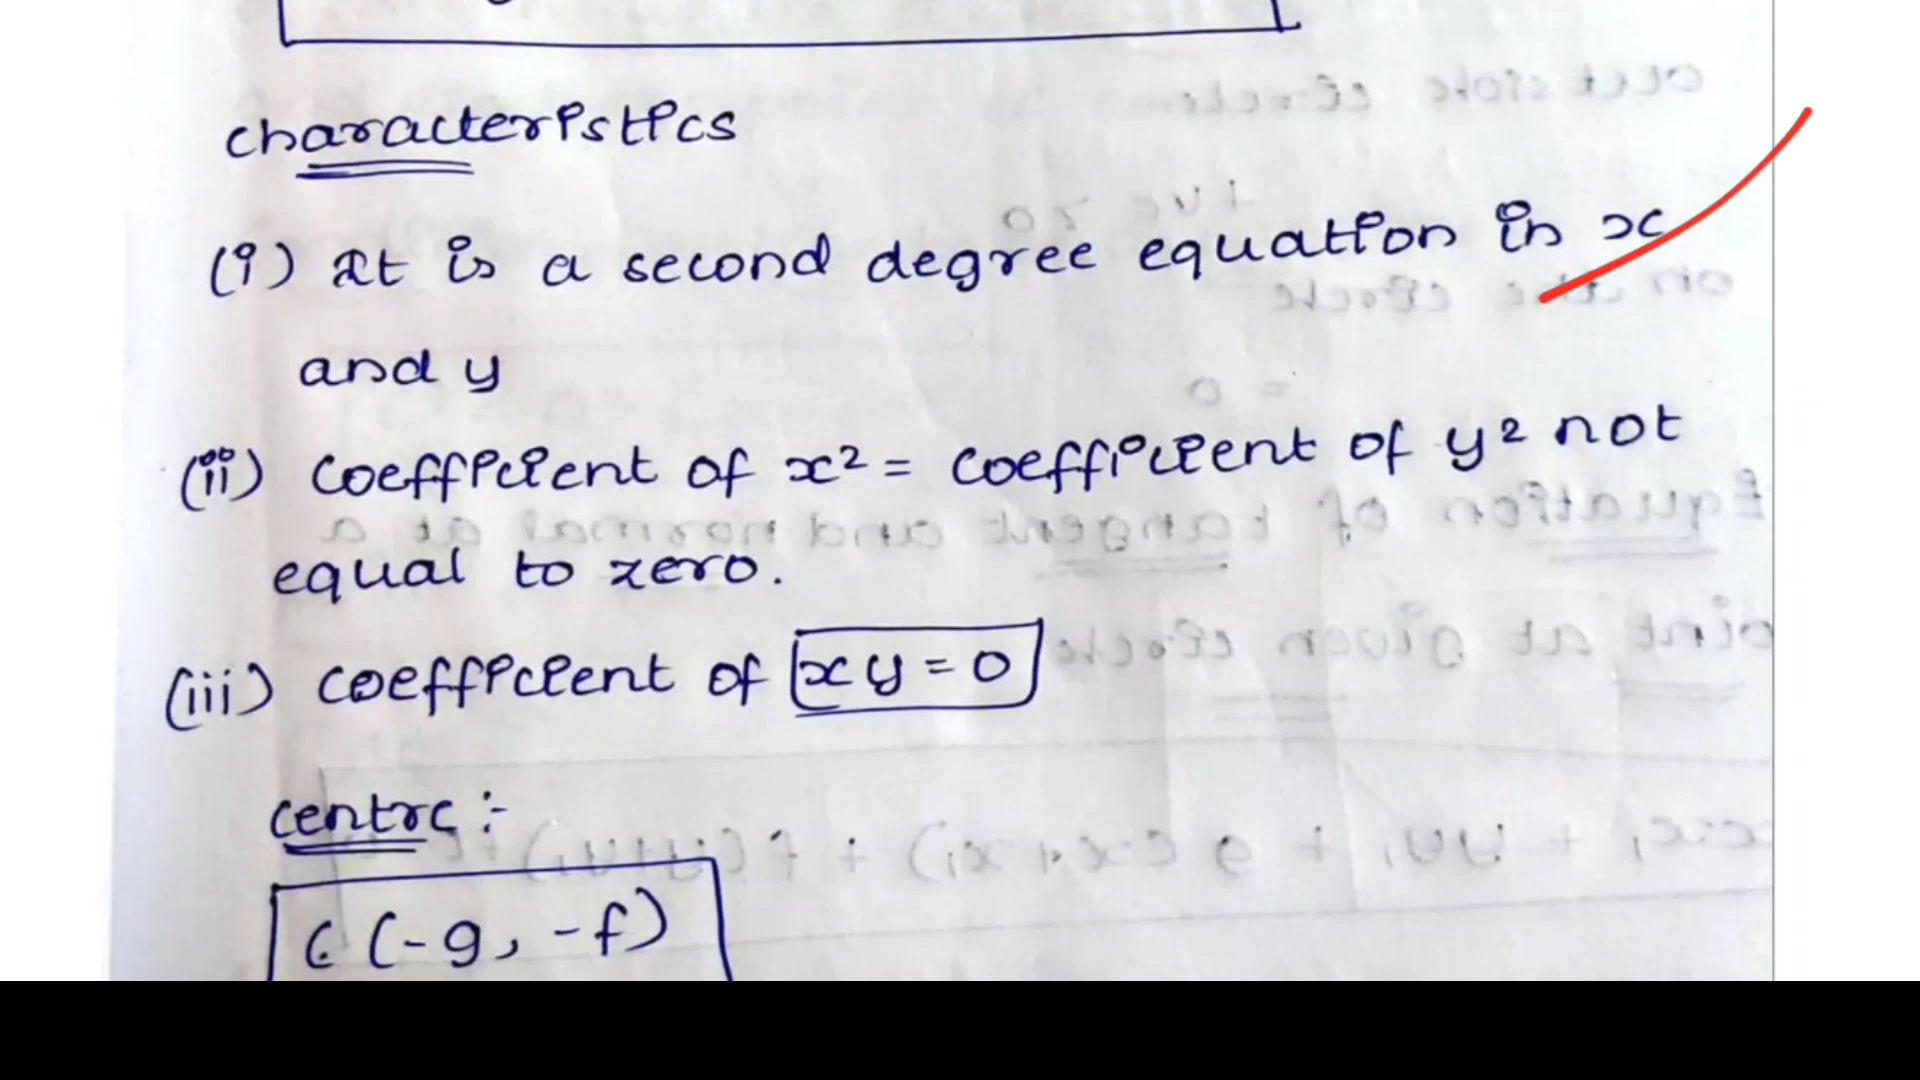 characteristics
(i) It is a second degree equation in x
and y
(ii) coefficient of x² = coefficient of y² not
equal to zero.
(iii) coefficient of xy = 0
centre :-
C (-g, -f)